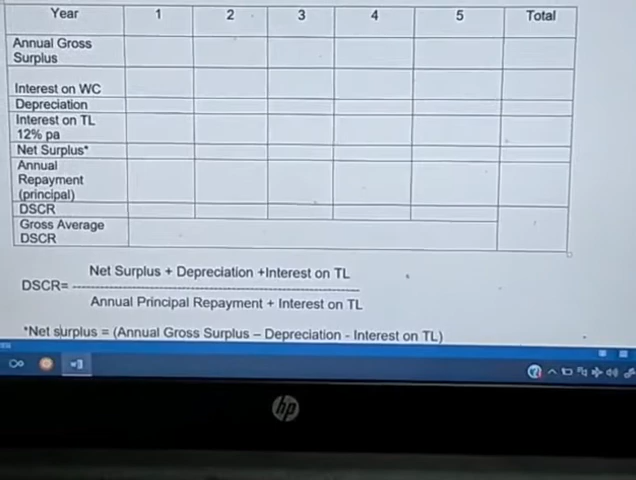 Year 1 2 3 4 5 Total
Annual Gross
Surplus
Interest on WC
Depreciation
Interest on TL
12% pa
Net Surplus*
Annual
Repayment
(principal)
DSCR
Gross Average
DSCR
Net Surplus + Depreciation +Interest on TL
DSCR= --------------------------------------------------
Annual Principal Repayment + Interest on TL
*Net surplus = (Annual Gross Surplus – Depreciation - Interest on TL)
hp